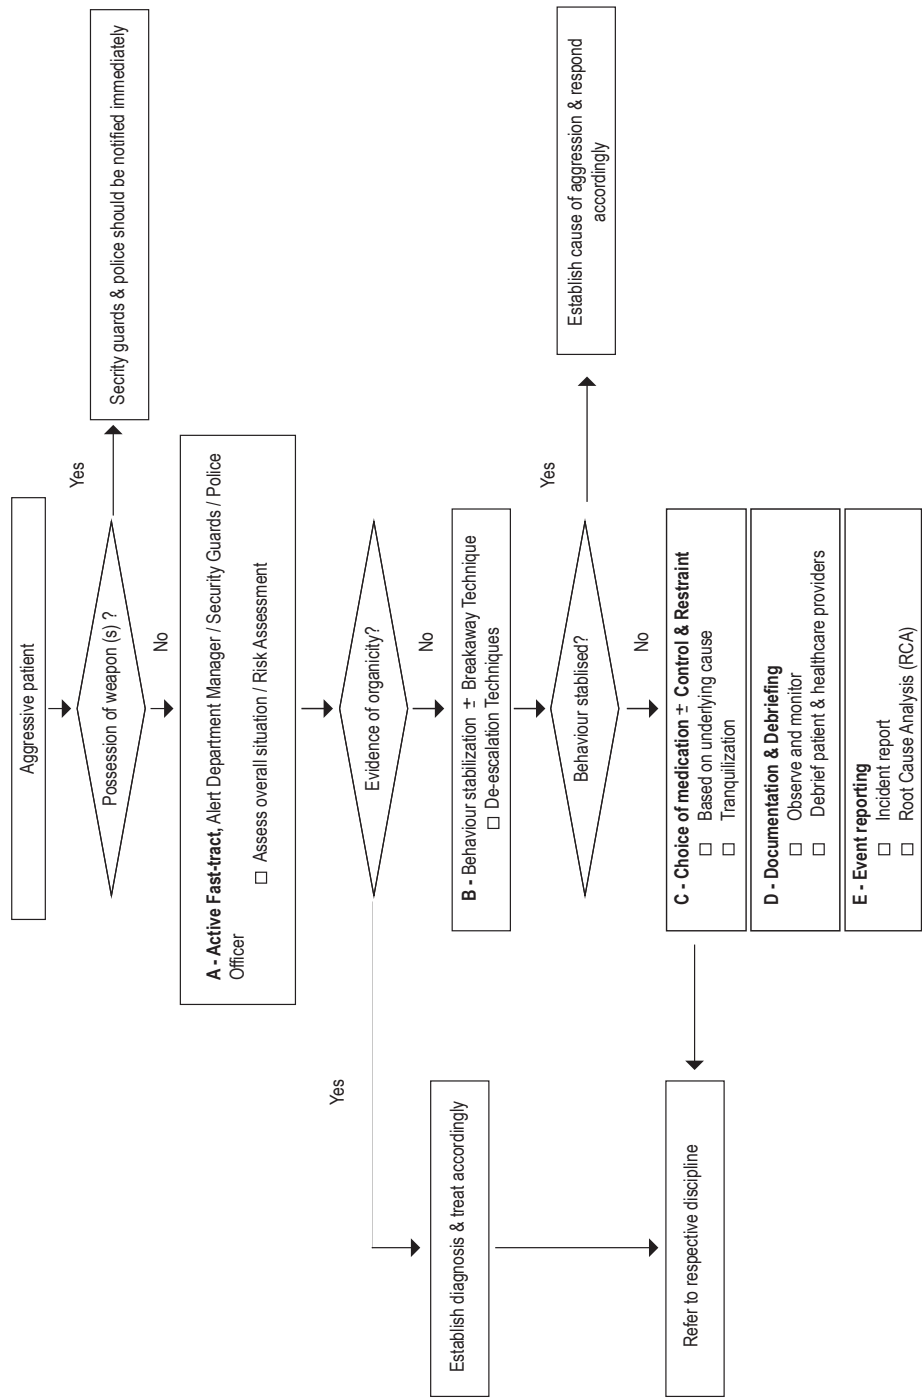 Aggressive patient
Possession of weapon (s) ?
Yes
Secrity guards & police should be notified immediately
No
A - Active Fast-tract, Alert Department Manager / Security Guards / Police
Officer
□ Assess overall situation / Risk Assessment
Evidence of organicity?
Yes
No
Establish diagnosis & treat accordingly
B - Behaviour stabilization ± Breakaway Technique
□ De-escalation Techniques
Behaviour stablised?
Yes
Establish cause of aggression & respond
accordingly
No
C - Choice of medication ± Control & Restraint
□ Based on underlying cause
□ Tranquilization
D - Documentation & Debriefing
□ Observe and monitor
□ Debrief patient & healthcare providers
E - Event reporting
□ Incident report
□ Root Cause Analysis (RCA)
Refer to respective discipline